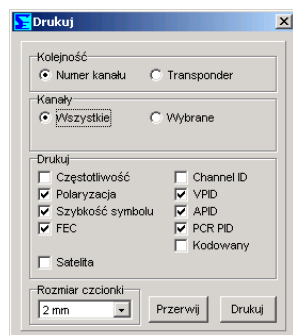 Drukuj
Kolejność
Numer kanału Transponder
Kanały
Wszystkie Wybrane
Drukuj
Częstotliwość Channel ID
Polaryzacja VPID
Szybkość symbolu APID
FEC PCR PID
Kodowany
Satelita
Rozmiar czcionki
2 mm Przerwij Drukuj